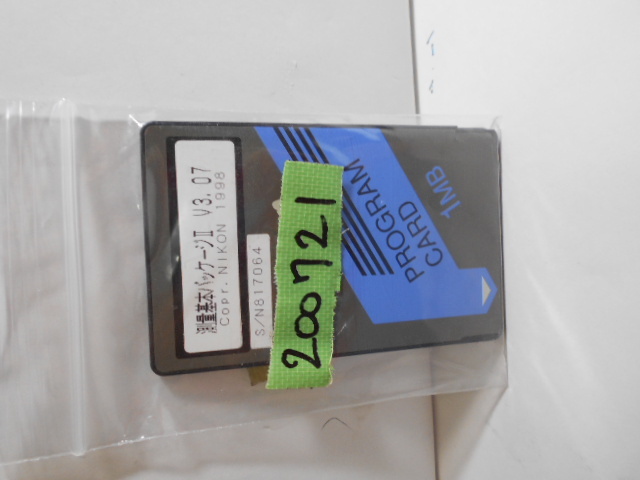 測量基本パッケージⅡ V3.07
Copr. NIKON 1998
S/N817064
200721
PROGRAM
CARD
1MB